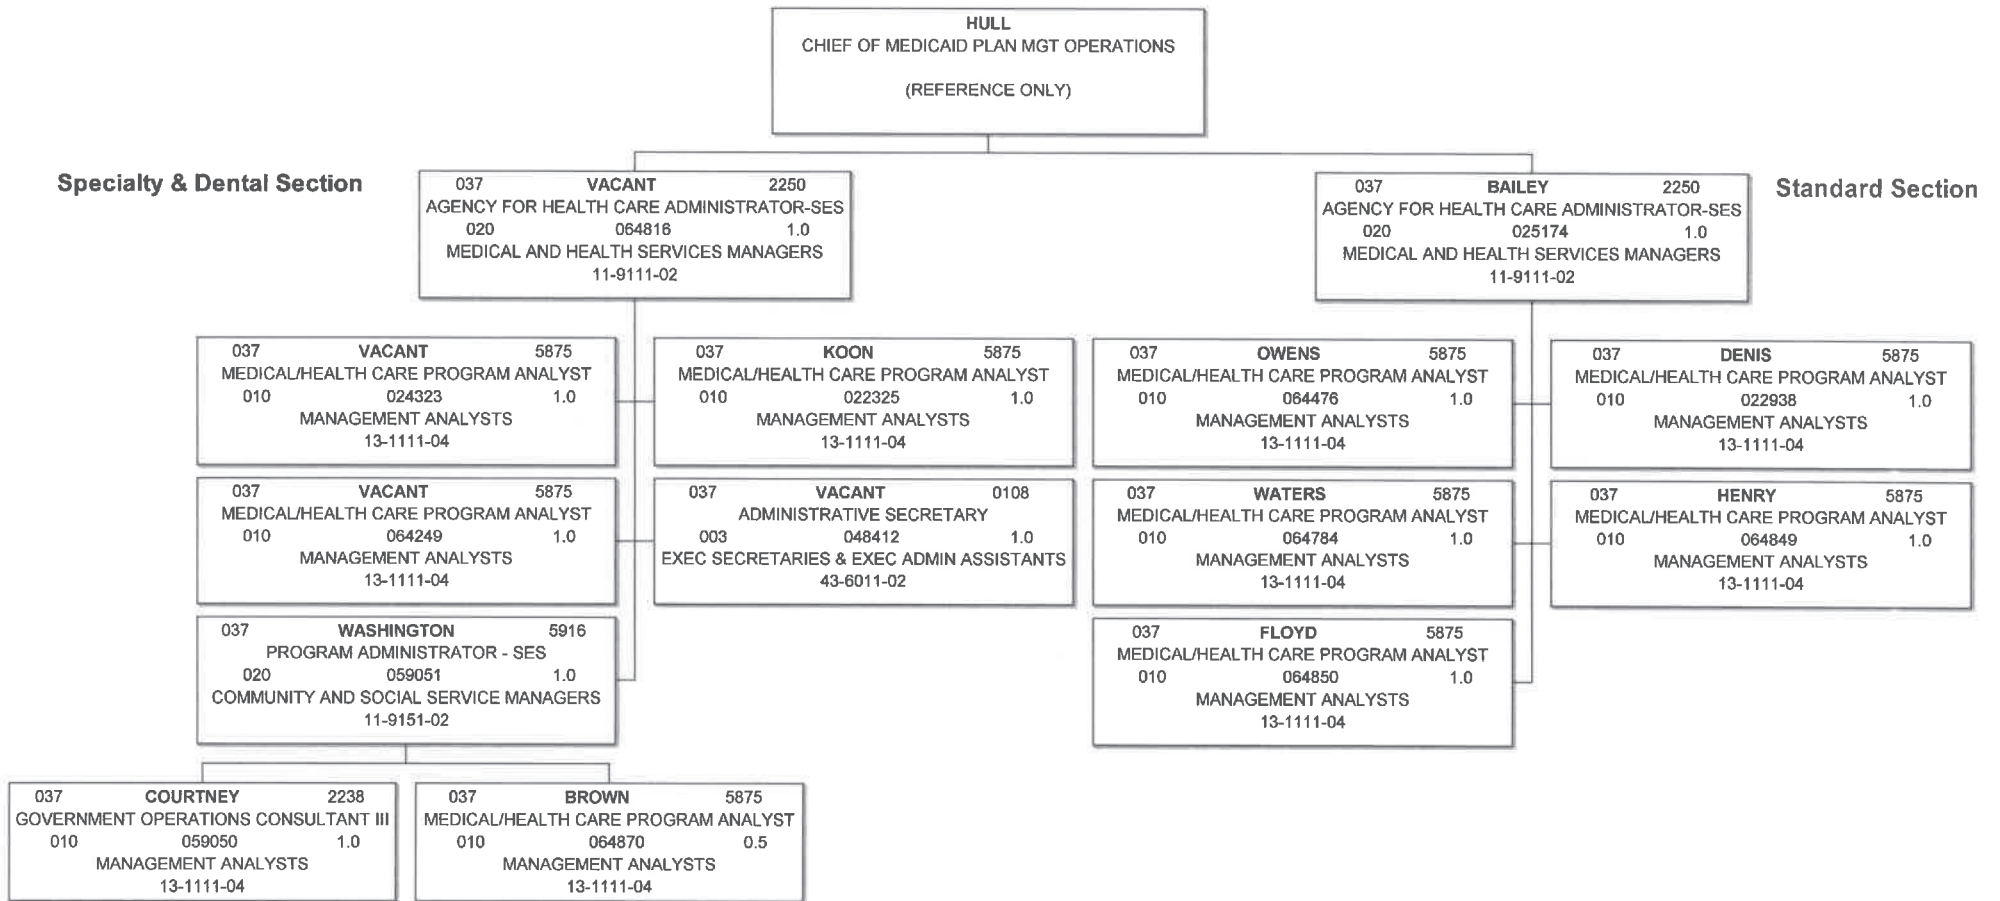 HULL
CHIEF OF MEDICAID PLAN MGT OPERATIONS
(REFERENCE ONLY)
Specialty & Dental Section
037 VACANT 2250
AGENCY FOR HEALTH CARE ADMINISTRATOR-SES
020 064816 1.0
MEDICAL AND HEALTH SERVICES MANAGERS
11-9111-02
037 BAILEY 2250
AGENCY FOR HEALTH CARE ADMINISTRATOR-SES
020 025174 1.0
MEDICAL AND HEALTH SERVICES MANAGERS
11-9111-02
Standard Section
037 VACANT 5875
MEDICAL/HEALTH CARE PROGRAM ANALYST
010 024323 1.0
MANAGEMENT ANALYSTS
13-1111-04
037 KOON 5875
MEDICAL/HEALTH CARE PROGRAM ANALYST
010 022325 1.0
MANAGEMENT ANALYSTS
13-1111-04
037 OWENS 5875
MEDICAL/HEALTH CARE PROGRAM ANALYST
010 064476 1.0
MANAGEMENT ANALYSTS
13-1111-04
037 DENIS 5875
MEDICAL/HEALTH CARE PROGRAM ANALYST
010 022938 1.0
MANAGEMENT ANALYSTS
13-1111-04
037 VACANT 5875
MEDICAL/HEALTH CARE PROGRAM ANALYST
010 064249 1.0
MANAGEMENT ANALYSTS
13-1111-04
037 VACANT 0108
ADMINISTRATIVE SECRETARY
003 048412 1.0
EXEC SECRETARIES & EXEC ADMIN ASSISTANTS
43-6011-02
037 WATERS 5875
MEDICAL/HEALTH CARE PROGRAM ANALYST
010 064784 1.0
MANAGEMENT ANALYSTS
13-1111-04
037 HENRY 5875
MEDICAL/HEALTH CARE PROGRAM ANALYST
010 064849 1.0
MANAGEMENT ANALYSTS
13-1111-04
037 WASHINGTON 5916
PROGRAM ADMINISTRATOR - SES
020 059051 1.0
COMMUNITY AND SOCIAL SERVICE MANAGERS
11-9151-02
037 FLOYD 5875
MEDICAL/HEALTH CARE PROGRAM ANALYST
010 064850 1.0
MANAGEMENT ANALYSTS
13-1111-04
037 COURTNEY 2238
GOVERNMENT OPERATIONS CONSULTANT III
010 059050 1.0
MANAGEMENT ANALYSTS
13-1111-04
037 BROWN 5875
MEDICAL/HEALTH CARE PROGRAM ANALYST
010 064870 0.5
MANAGEMENT ANALYSTS
13-1111-04